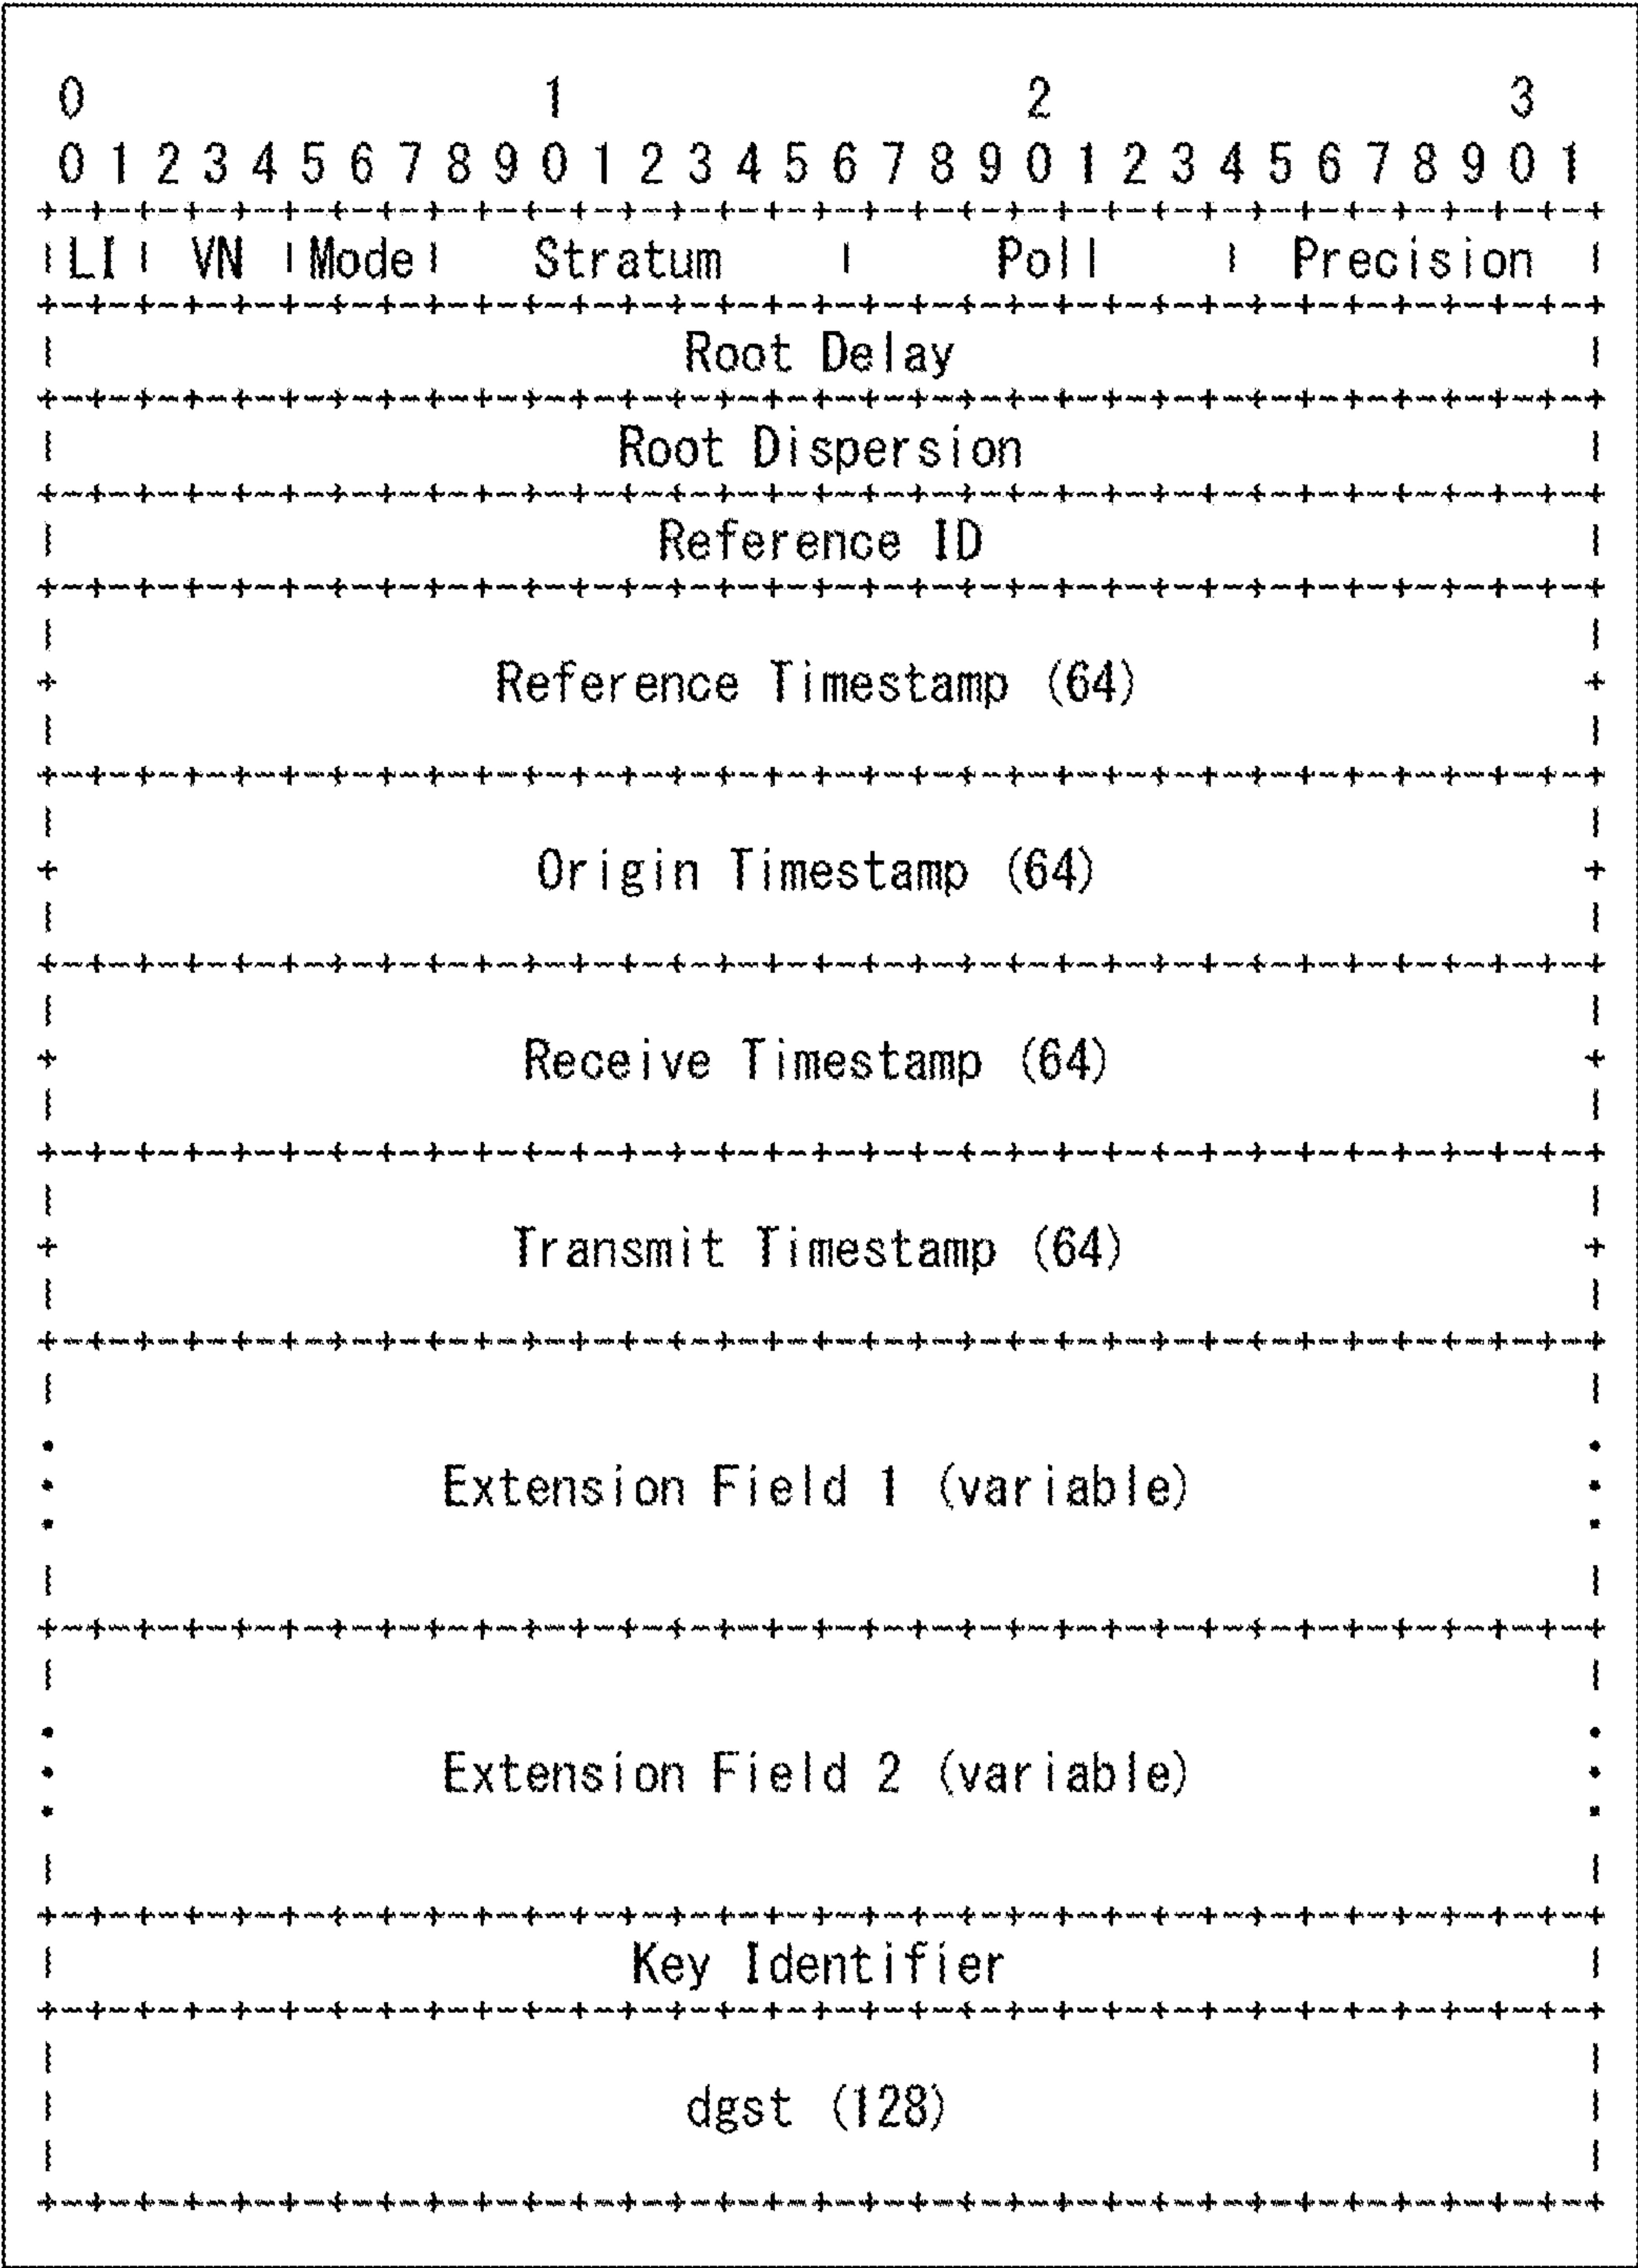 0 1 2 3
0 1 2 3 4 5 6 7 8 9 0 1 2 3 4 5 6 7 8 9 0 1 2 3 4 5 6 7 8 9 0 1
+-+-+-+-+-+-+-+-+-+-+-+-+-+-+-+-+-+-+-+-+-+-+-+-+-+-+-+-+-+-+-+-+
|LI| VN |Mode| Stratum | Poll | Precision |
+-+-+-+-+-+-+-+-+-+-+-+-+-+-+-+-+-+-+-+-+-+-+-+-+-+-+-+-+-+-+-+-+
| Root Delay |
+-+-+-+-+-+-+-+-+-+-+-+-+-+-+-+-+-+-+-+-+-+-+-+-+-+-+-+-+-+-+-+-+
| Root Dispersion |
+-+-+-+-+-+-+-+-+-+-+-+-+-+-+-+-+-+-+-+-+-+-+-+-+-+-+-+-+-+-+-+-+
| Reference ID |
+-+-+-+-+-+-+-+-+-+-+-+-+-+-+-+-+-+-+-+-+-+-+-+-+-+-+-+-+-+-+-+-+
| |
+ Reference Timestamp (64) +
| |
+-+-+-+-+-+-+-+-+-+-+-+-+-+-+-+-+-+-+-+-+-+-+-+-+-+-+-+-+-+-+-+-+
| |
+ Origin Timestamp (64) +
| |
+-+-+-+-+-+-+-+-+-+-+-+-+-+-+-+-+-+-+-+-+-+-+-+-+-+-+-+-+-+-+-+-+
| |
+ Receive Timestamp (64) +
| |
+-+-+-+-+-+-+-+-+-+-+-+-+-+-+-+-+-+-+-+-+-+-+-+-+-+-+-+-+-+-+-+-+
| |
+ Transmit Timestamp (64) +
| |
+-+-+-+-+-+-+-+-+-+-+-+-+-+-+-+-+-+-+-+-+-+-+-+-+-+-+-+-+-+-+-+-+
| |
. .
. Extension Field 1 (variable) .
. .
| |
+-+-+-+-+-+-+-+-+-+-+-+-+-+-+-+-+-+-+-+-+-+-+-+-+-+-+-+-+-+-+-+-+
| |
. .
. Extension Field 2 (variable) .
. .
| |
+-+-+-+-+-+-+-+-+-+-+-+-+-+-+-+-+-+-+-+-+-+-+-+-+-+-+-+-+-+-+-+-+
| Key Identifier |
+-+-+-+-+-+-+-+-+-+-+-+-+-+-+-+-+-+-+-+-+-+-+-+-+-+-+-+-+-+-+-+-+
| |
| dgst (128) |
| |
+-+-+-+-+-+-+-+-+-+-+-+-+-+-+-+-+-+-+-+-+-+-+-+-+-+-+-+-+-+-+-+-+